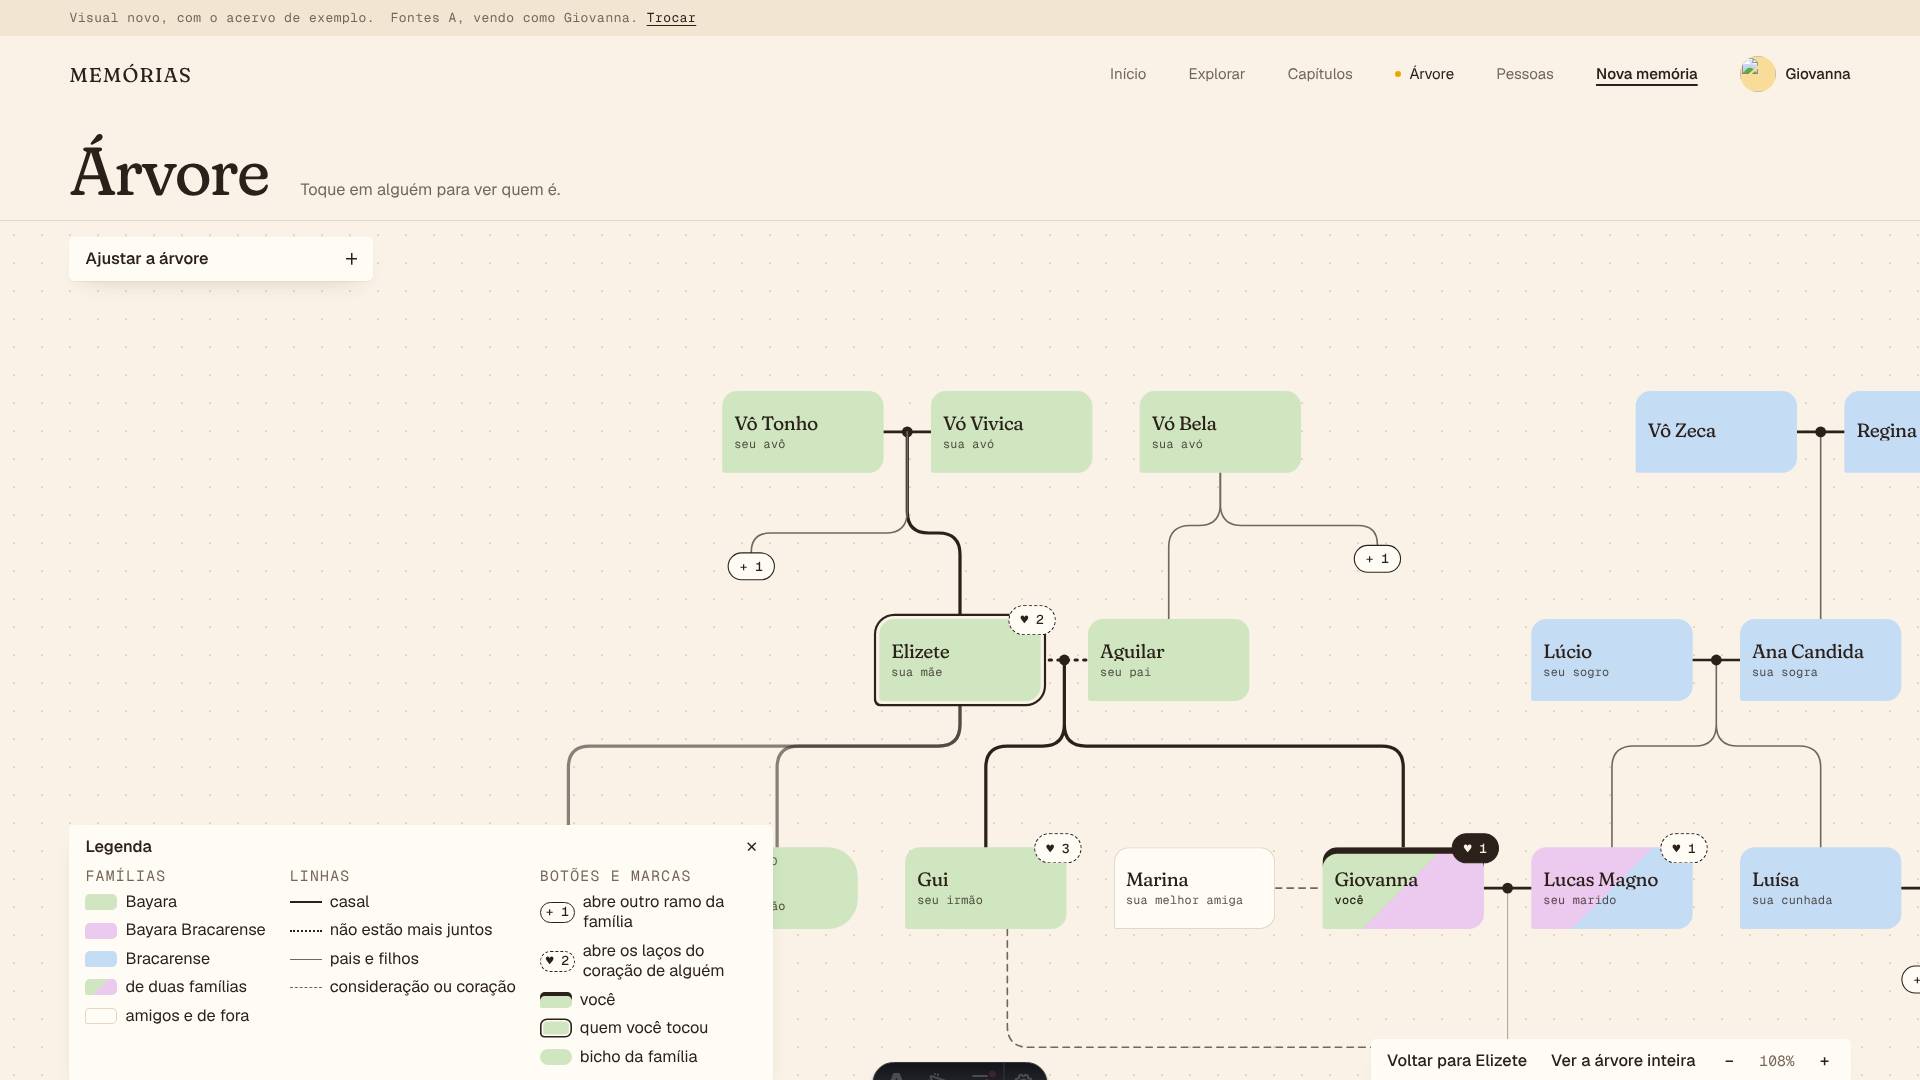 Visual novo, com o acervo de exemplo. Fontes A, vendo como Giovanna. Trocar
MEMÓRIAS
Início
Explorar
Capítulos
Árvore
Pessoas
Nova memória
Giovanna
Árvore
Toque em alguém para ver quem é.
Ajustar a árvore +
Vô Tonho
seu avô
Vó Vivica
sua avó
Vó Bela
sua avó
Vô Zeca
Regina
+ 1
+ 1
Elizete
sua mãe
♥ 2
Aguilar
seu pai
Lúcio
seu sogro
Ana Candida
sua sogra
Gui
seu irmão
♥ 3
Marina
sua melhor amiga
Giovanna
você
♥ 1
Lucas Magno
seu marido
♥ 1
Luísa
sua cunhada
Legenda ×
FAMÍLIAS
Bayara
Bayara Bracarense
Bracarense
de duas famílias
amigos e de fora
LINHAS
casal
não estão mais juntos
pais e filhos
consideração ou coração
BOTÕES E MARCAS
+ 1 abre outro ramo da
família
♥ 2 abre os laços do
coração de alguém
você
quem você tocou
bicho da família
Voltar para Elizete
Ver a árvore inteira
− 108% +